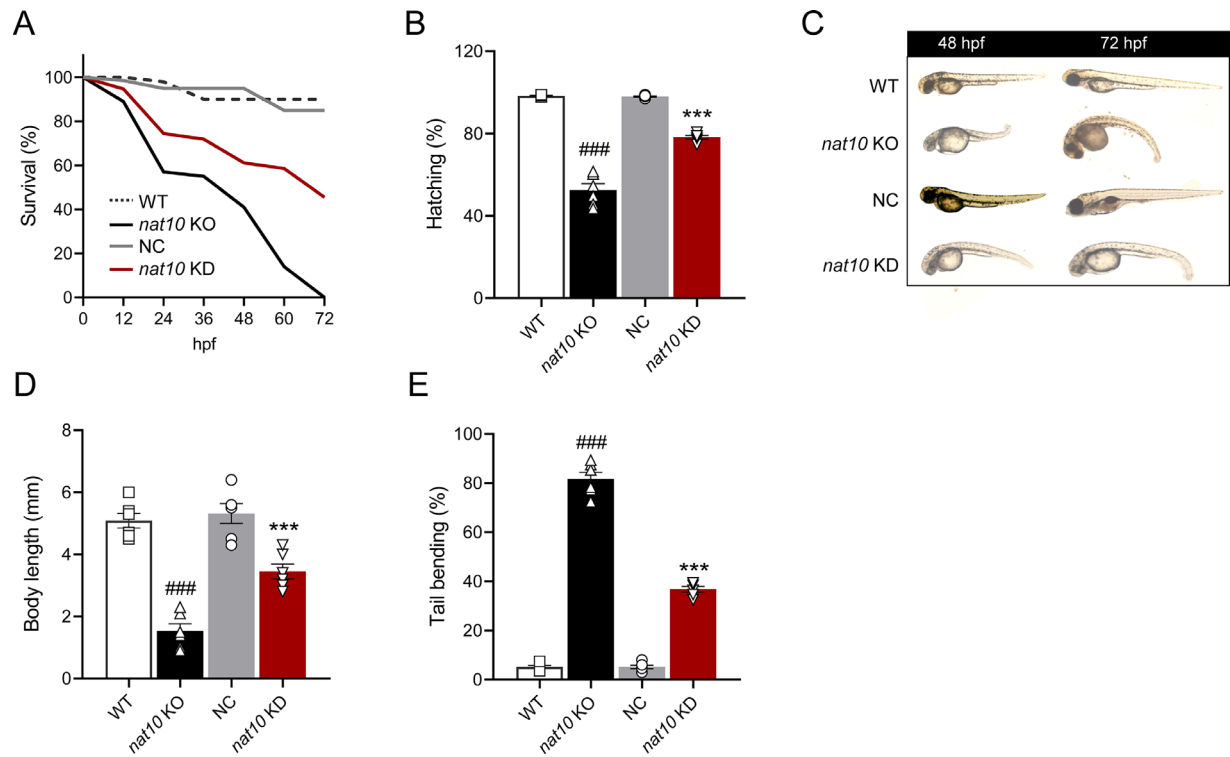 A
Survival (%)
100
80
60
40
20
0
WT
nat10 KO
NC
nat10 KD
0 12 24 36 48 60 72
hpf
B
Hatching (%)
120
80
40
0
###
***
WT
nat10 KO
NC
nat10 KD
C
48 hpf 72 hpf
WT
nat10 KO
NC
nat10 KD
D
Body length (mm)
8
6
4
2
0
###
***
WT
nat10 KO
NC
nat10 KD
E
Tail bending (%)
100
80
60
40
20
0
###
***
WT
nat10 KO
NC
nat10 KD